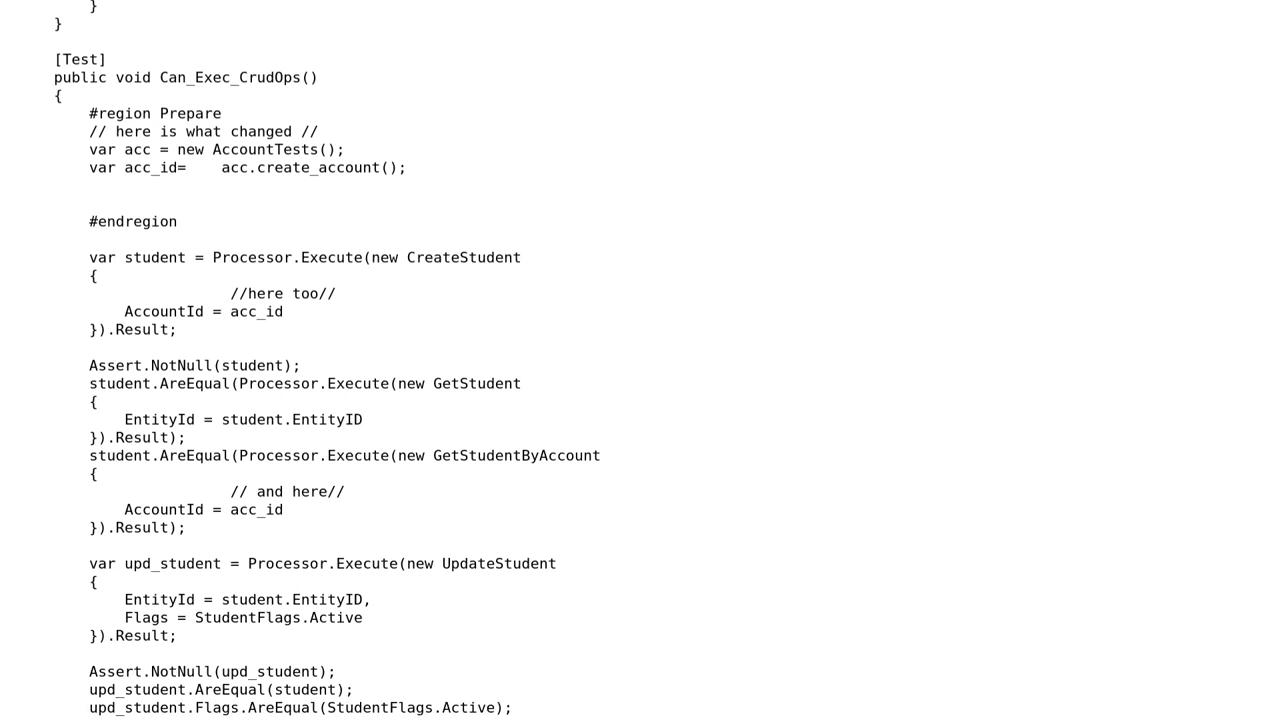 }
}
[Test]
public void Can_Exec_CrudOps()
{
    #region Prepare
    // here is what changed //
    var acc = new AccountTests();
    var acc_id=    acc.create_account();
    #endregion
    var student = Processor.Execute(new CreateStudent
    {
                    //here too//
        AccountId = acc_id
    }).Result;
    Assert.NotNull(student);
    student.AreEqual(Processor.Execute(new GetStudent
    {
        EntityId = student.EntityID
    }).Result);
    student.AreEqual(Processor.Execute(new GetStudentByAccount
    {
                    // and here//
        AccountId = acc_id
    }).Result);
    var upd_student = Processor.Execute(new UpdateStudent
    {
        EntityId = student.EntityID,
        Flags = StudentFlags.Active
    }).Result;
    Assert.NotNull(upd_student);
    upd_student.AreEqual(student);
    upd_student.Flags.AreEqual(StudentFlags.Active);